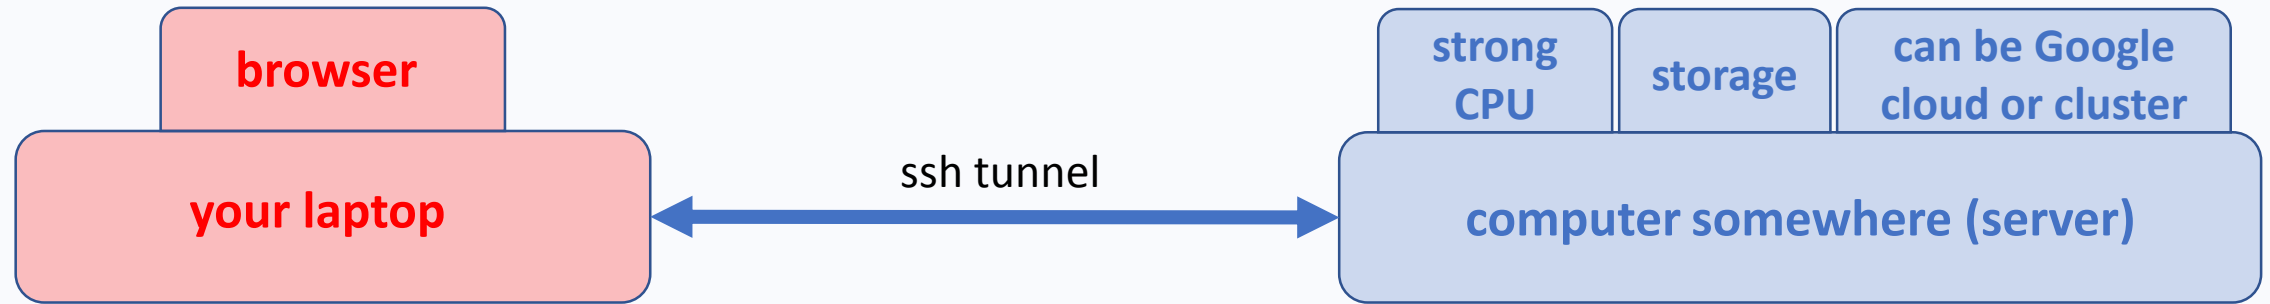 browser
your laptop
ssh tunnel
strong
CPU
storage
can be Google
cloud or cluster
computer somewhere (server)